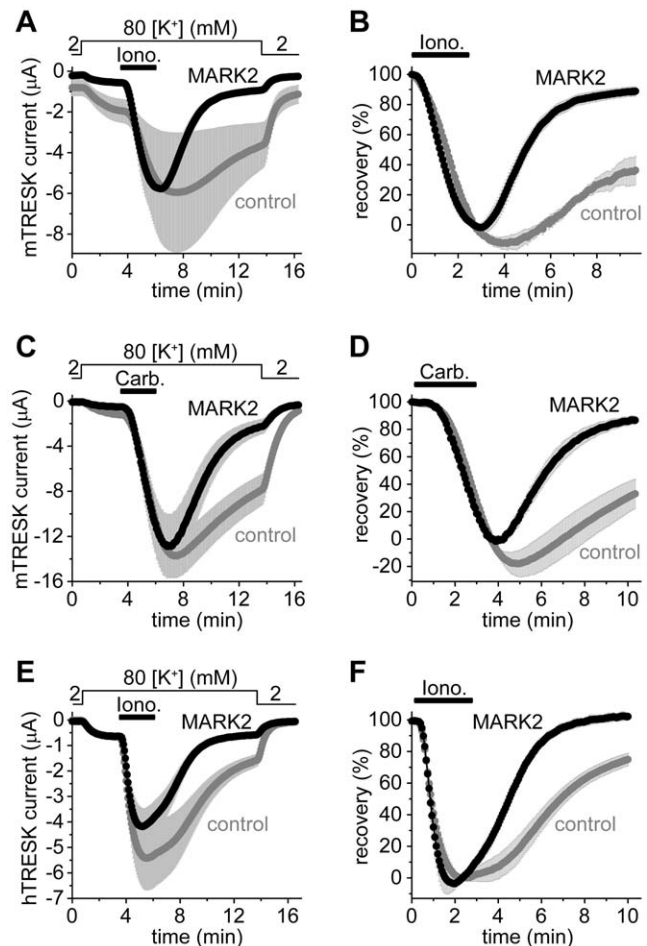 A
80 [K⁺] (mM)
2
2
Iono.
MARK2
control
mTRESK current (µA)
0
-2
-4
-6
-8
0 4 8 12 16
time (min)
B
Iono.
MARK2
control
recovery (%)
100
80
60
40
20
0
0 2 4 6 8
time (min)
C
80 [K⁺] (mM)
2
2
Carb.
MARK2
control
mTRESK current (µA)
0
-4
-8
-12
-16
0 4 8 12 16
time (min)
D
Carb.
MARK2
control
recovery (%)
100
80
60
40
20
0
-20
0 2 4 6 8 10
time (min)
E
80 [K⁺] (mM)
2
2
Iono.
MARK2
control
hTRESK current (µA)
0
-1
-2
-3
-4
-5
-6
-7
0 4 8 12 16
time (min)
F
Iono.
MARK2
control
recovery (%)
100
80
60
40
20
0
0 2 4 6 8 10
time (min)